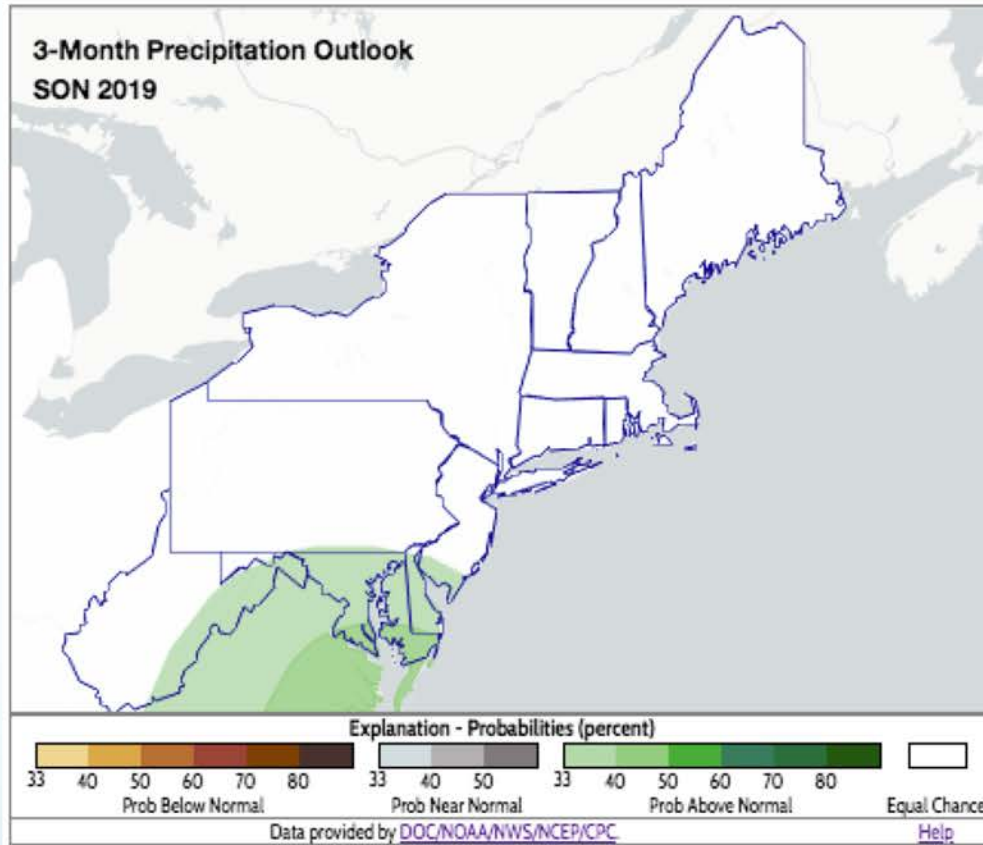 3-Month Precipitation Outlook
SON 2019
Explanation - Probabilities (percent)
33 40 50 60 70 80 33 40 50 33 40 50 60 70 80
Prob Below Normal Prob Near Normal Prob Above Normal Equal Chance
Data provided by DOC/NOAA/NWS/NCEP/CPC. Help